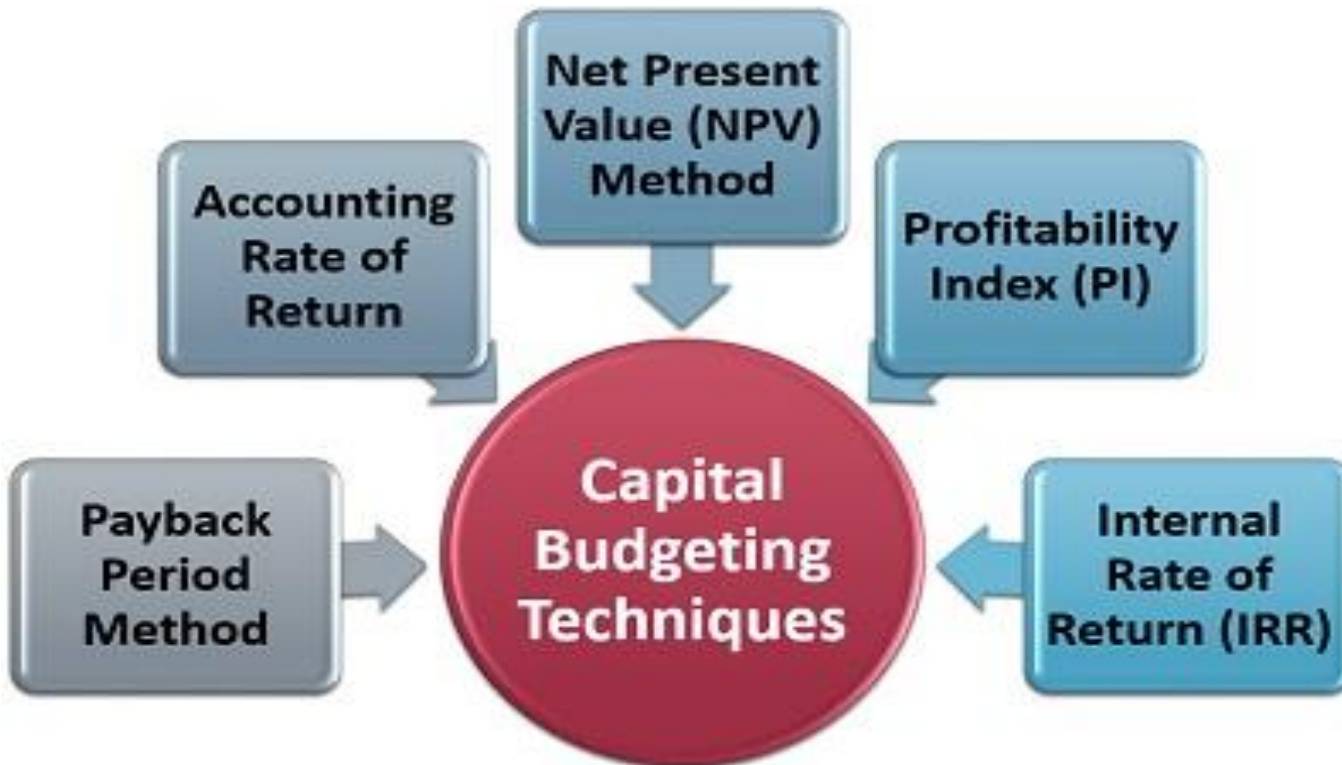 Net Present
Value (NPV)
Method
Accounting
Rate of
Return
Profitability
Index (PI)
Payback
Period
Method
Capital
Budgeting
Techniques
Internal
Rate of
Return (IRR)